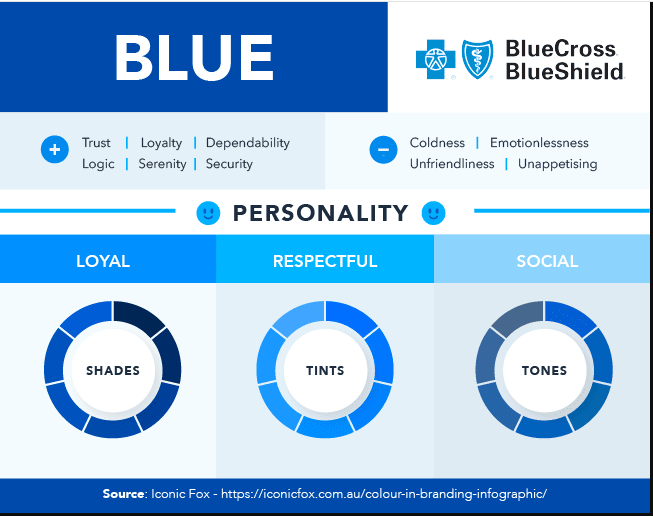 BLUE
BlueCross
BlueShield
+ Trust | Loyalty | Dependability
Logic | Serenity | Security
− Coldness | Emotionlessness
Unfriendliness | Unappetising
PERSONALITY
LOYAL
RESPECTFUL
SOCIAL
SHADES
TINTS
TONES
Source: Iconic Fox - https://iconicfox.com.au/colour-in-branding-infographic/